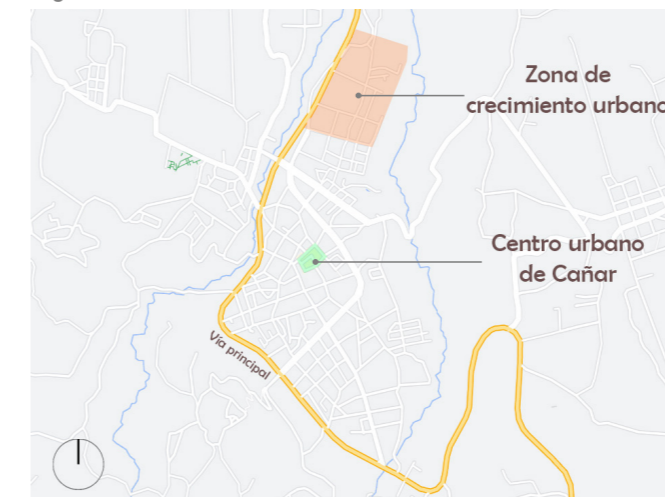 Zona de
crecimiento urbano
Centro urbano
de Cañar
Vía principal